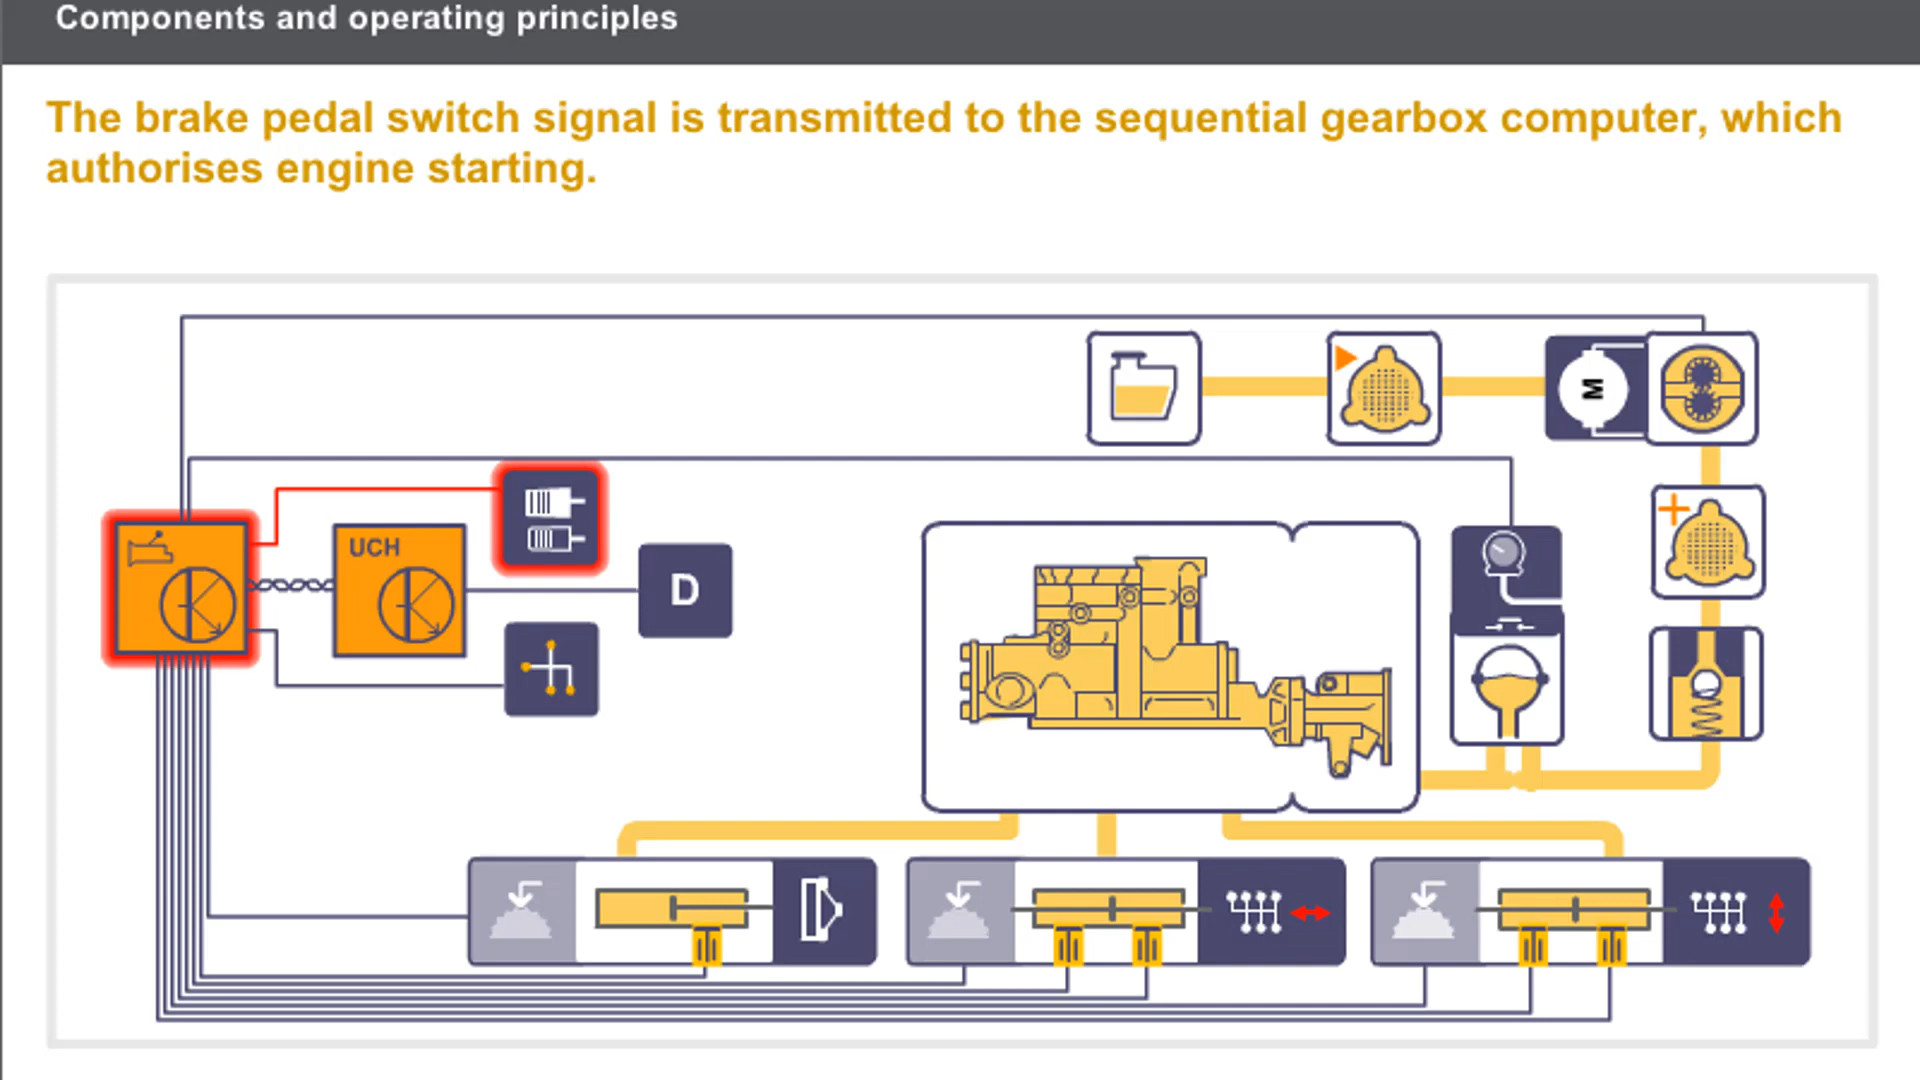 Components and operating principles
The brake pedal switch signal is transmitted to the sequential gearbox computer, which
authorises engine starting.
M
UCH
D